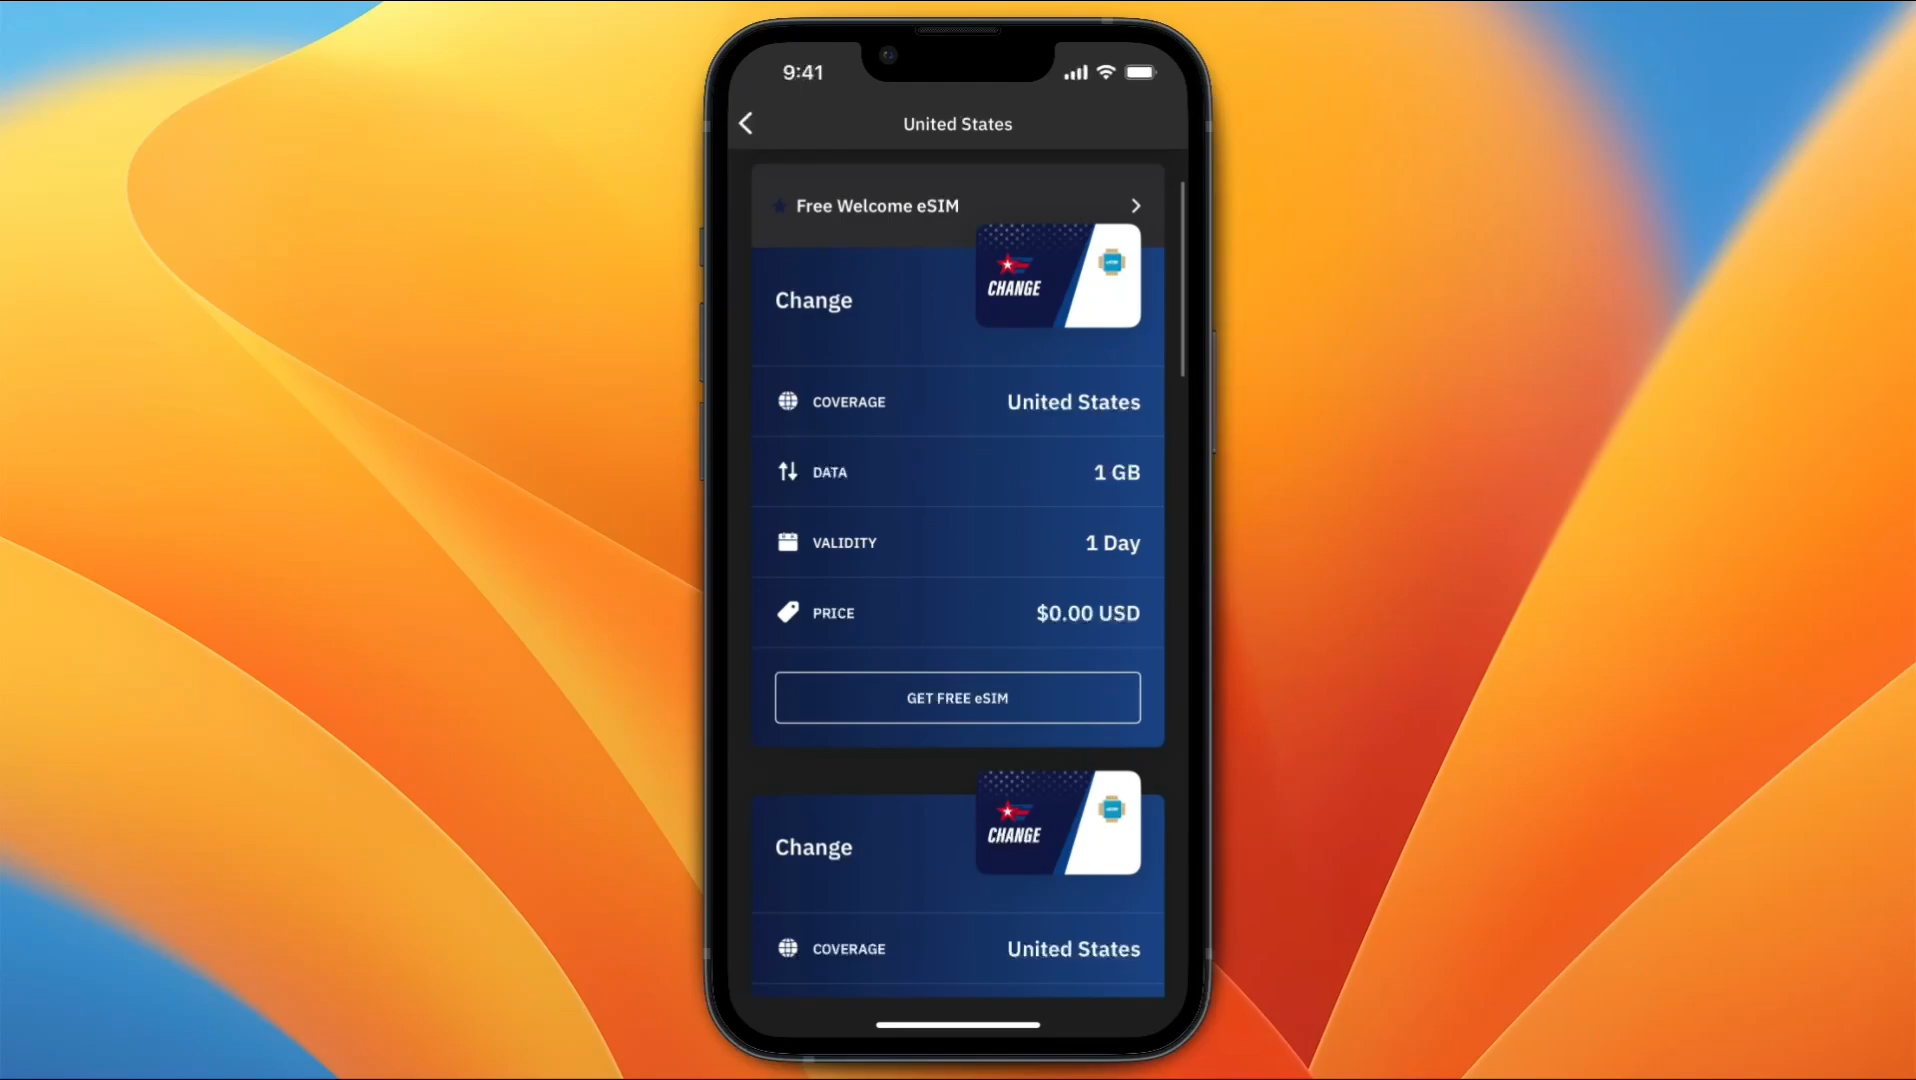 9:41
United States
Free Welcome eSIM
CHANGE
Change
COVERAGE United States
DATA 1 GB
VALIDITY 1 Day
PRICE $0.00 USD
GET FREE eSIM
CHANGE
Change
COVERAGE United States